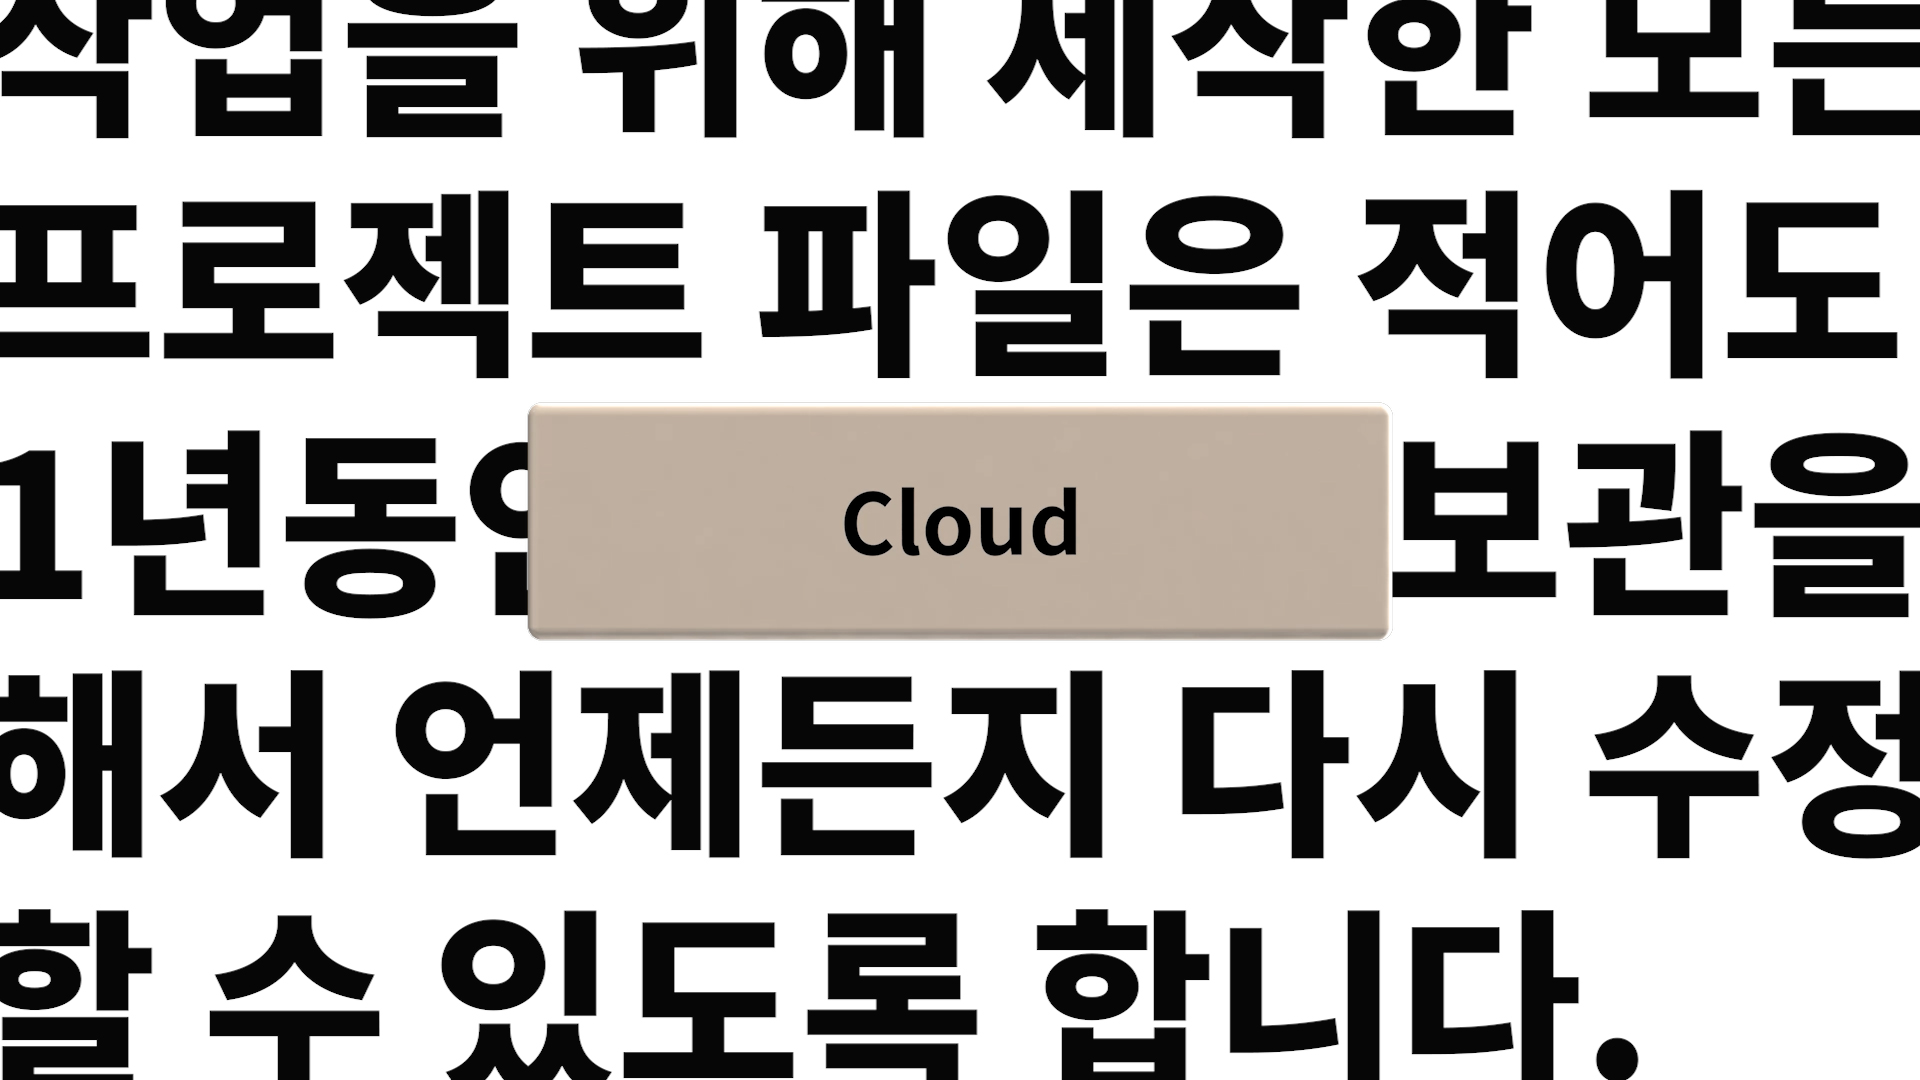 작업을 위해 제작한 모든
프로젝트 파일은 적어도
1년동안 보관을
Cloud
해서 언제든지 다시 수정
할 수 있도록 합니다.